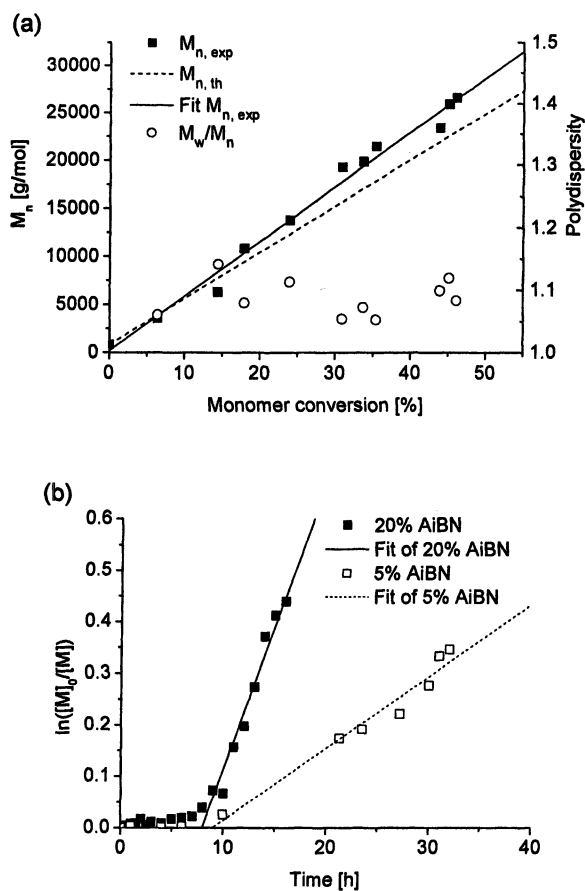 (a)
M_n, exp
M_n, th
Fit M_n, exp
M_w/M_n
30000
25000
20000
15000
10000
5000
0
M_n [g/mol]
1.5
1.4
1.3
1.2
1.1
1.0
Polydispersity
0 10 20 30 40 50
Monomer conversion [%]
(b)
20% AiBN
Fit of 20% AiBN
5% AiBN
Fit of 5% AiBN
0.6
0.5
0.4
0.3
0.2
0.1
0.0
ln([M]_0/[M])
0 10 20 30 40
Time [h]